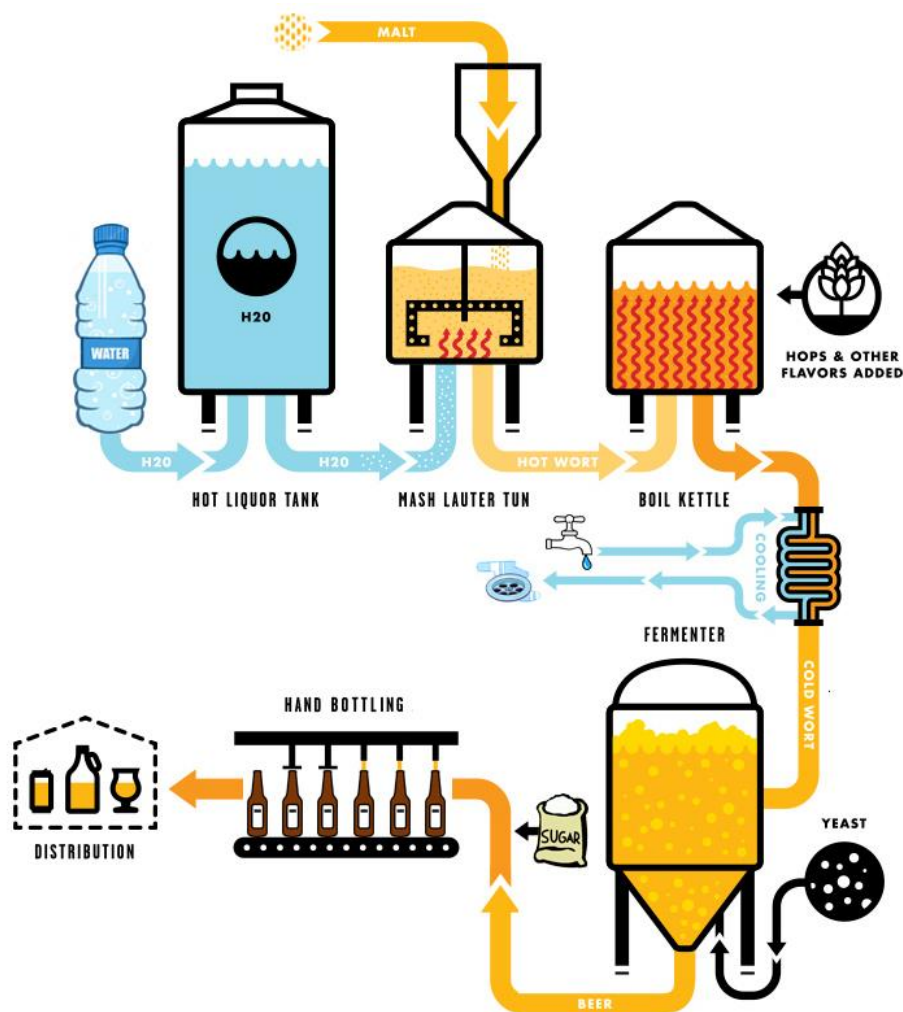 MALT
H20
WATER
HOPS & OTHER
FLAVORS ADDED
H20
H20
HOT WORT
HOT LIQUOR TANK
MASH LAUTER TUN
BOIL KETTLE
COOLING
FERMENTER
COLD WORT
HAND BOTTLING
SUGAR
YEAST
DISTRIBUTION
BEER